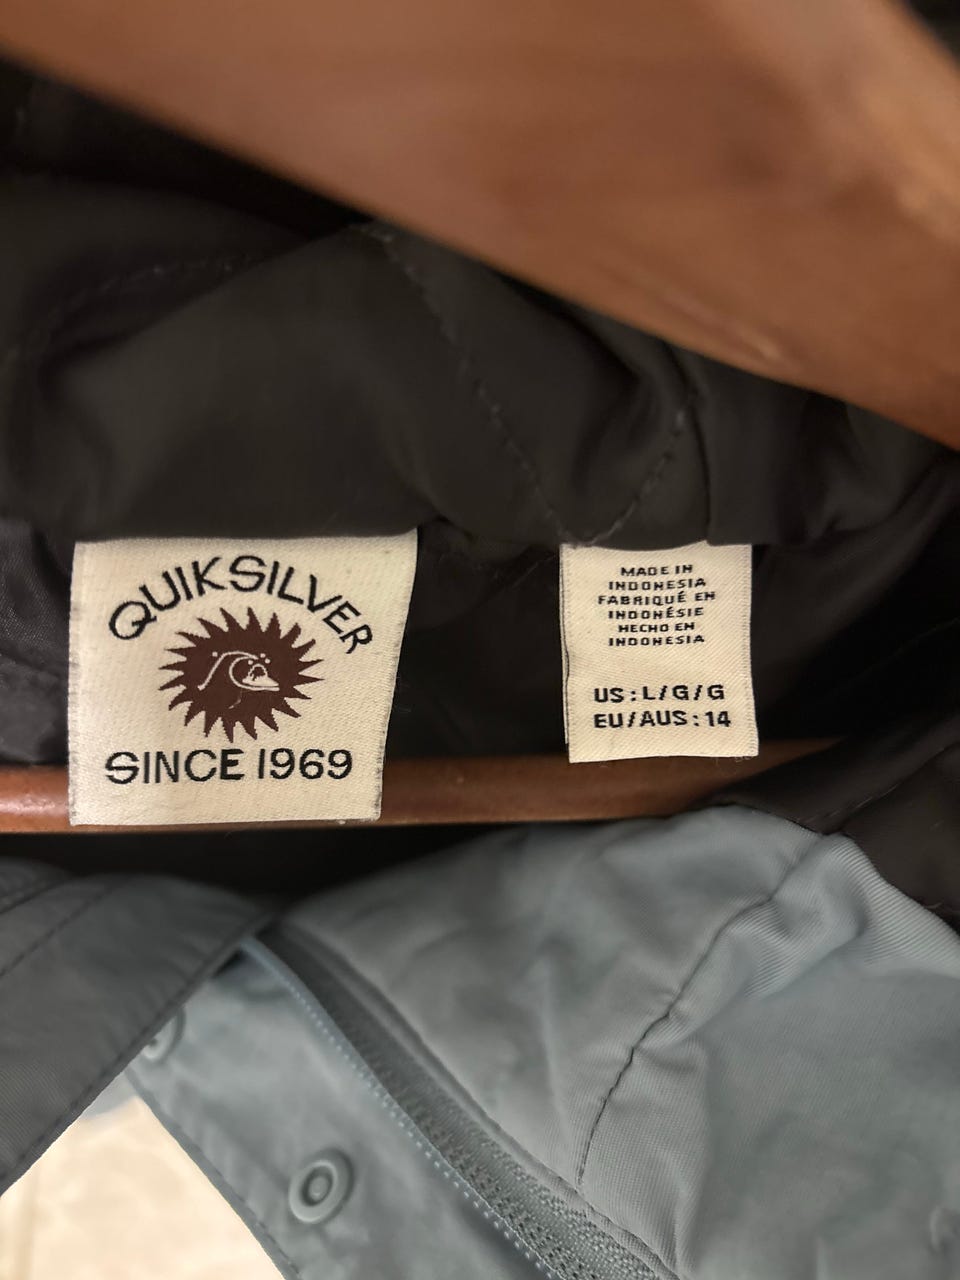 QUIKSILVER
SINCE 1969
MADE IN
INDONESIA
FABRIQUÉ EN
INDONÉSIE
HECHO EN
INDONESIA
US:L/G/G
EU/AUS:14